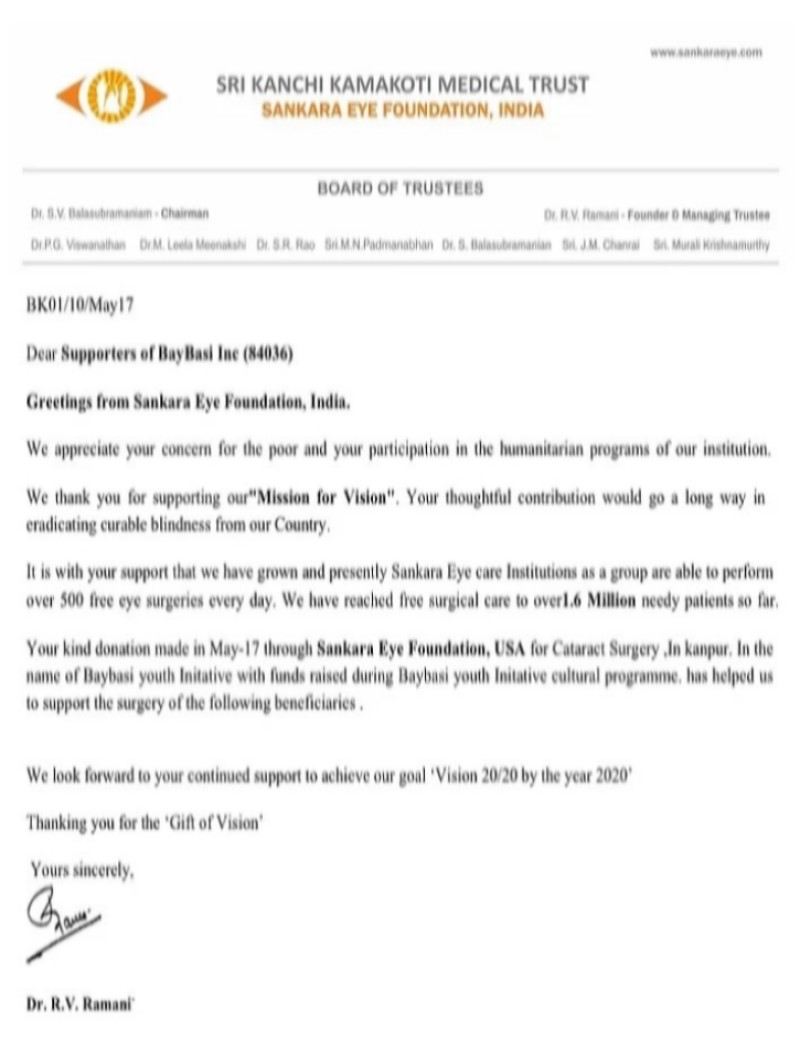 www.sankaraeye.com
SRI KANCHI KAMAKOTI MEDICAL TRUST
SANKARA EYE FOUNDATION, INDIA
BOARD OF TRUSTEES
Dr. S.V. Balasubramaniam - Chairman Dr. R.V. Ramani - Founder & Managing Trustee
Dr.P.G. Viswanathan Dr.M. Leela Meenakshi Dr. S.R. Rao Sri.M.N.Padmanabhan Dr. S. Balasubramanian Sri. J.M. Chanrai Sri. Murali Krishnamurthy
BK01/10/May17
Dear Supporters of BayBasi Inc (84036)
Greetings from Sankara Eye Foundation, India.
We appreciate your concern for the poor and your participation in the humanitarian programs of our institution.
We thank you for supporting our"Mission for Vision". Your thoughtful contribution would go a long way in
eradicating curable blindness from our Country.
It is with your support that we have grown and presently Sankara Eye care Institutions as a group are able to perform
over 500 free eye surgeries every day. We have reached free surgical care to over1.6 Million needy patients so far.
Your kind donation made in May-17 through Sankara Eye Foundation, USA for Cataract Surgery ,In kanpur. In the
name of Baybasi youth Initative with funds raised during Baybasi youth Initative cultural programme. has helped us
to support the surgery of the following beneficiaries .
We look forward to your continued support to achieve our goal 'Vision 20/20 by the year 2020'
Thanking you for the 'Gift of Vision'
Yours sincerely,
Dr. R.V. Ramani